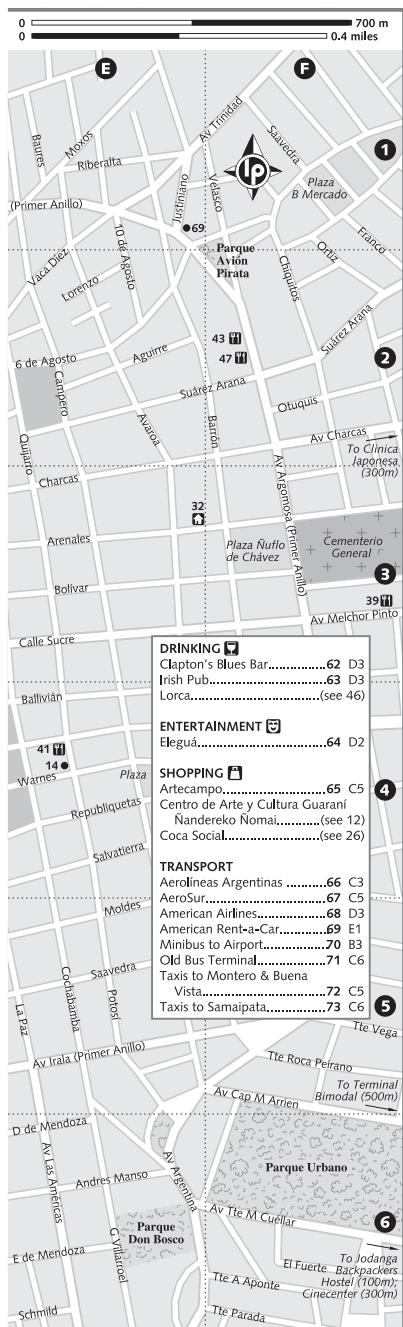 0 700 m
0 0.4 miles
E F
1
Baures
Moxos
Riberalta
Av Trinidad
Saavedra
lp
Plaza
B Mercado
Justiniano
Velasco
(Primer Anillo)
69
Parque
Avión
Pirata
Franco
Ortiz
Chiquitos
Vaca Diez
10 de Agosto
Lorenzo
Suárez Arana
43
47
2
6 de Agosto
Aguirre
Campero
Suárez Arana
Otuquis
Avaroa
Barrón
Quijarro
Av Charcas
To Clínica
Japonesa
(300m)
Charcas
Av Argomosa (Primer Anillo)
32
Arenales
Plaza Ñuflo
de Chávez
Cementerio
General
3
Bolívar
39
Av Melchor Pinto
Calle Sucre
DRINKING
Clapton's Blues Bar 62 D3
Irish Pub 63 D3
Lorca (see 46)
ENTERTAINMENT
Eleguá 64 D2
SHOPPING
Artecampo 65 C5
Centro de Arte y Cultura Guaraní
Ñandereko Ñomai (see 12)
Coca Social (see 26)
TRANSPORT
Aerolíneas Argentinas 66 C3
AeroSur 67 C5
American Airlines 68 D3
American Rent-a-Car 69 E1
Minibus to Airport 70 B3
Old Bus Terminal 71 C6
Taxis to Montero & Buena
Vista 72 C5
Taxis to Samaipata 73 C6
Ballivián
41
14
Warnes
Plaza
4
Republiquetas
Salvatierra
Moldes
Saavedra
Cochabamba
Potosí
La Paz
5
Tte Vega
Av Irala (Primer Anillo)
Tte Roca Peirano
To Terminal
Bimodal (500m)
Av Cap M Arrien
D de Mendoza
Av Las Américas
Av Argentina
Parque Urbano
Andres Manso
Av Tte M Cuéllar
6
Parque
Don Bosco
G Villarroel
E de Mendoza
El Fuerte
To Jodanga
Backpackers
Hostel (100m);
Cinecenter (300m)
Tte A Aponte
Schmild
Tte Parada